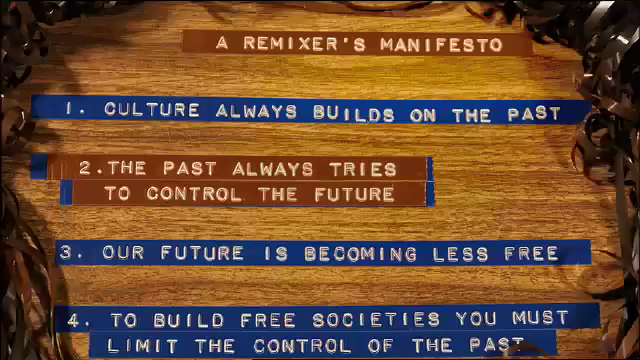 A REMIXER'S MANIFESTO
1. CULTURE ALWAYS BUILDS ON THE PAST
2.THE PAST ALWAYS TRIES
TO CONTROL THE FUTURE
3. OUR FUTURE IS BECOMING LESS FREE
4. TO BUILD FREE SOCIETIES YOU MUST
LIMIT THE CONTROL OF THE PAST